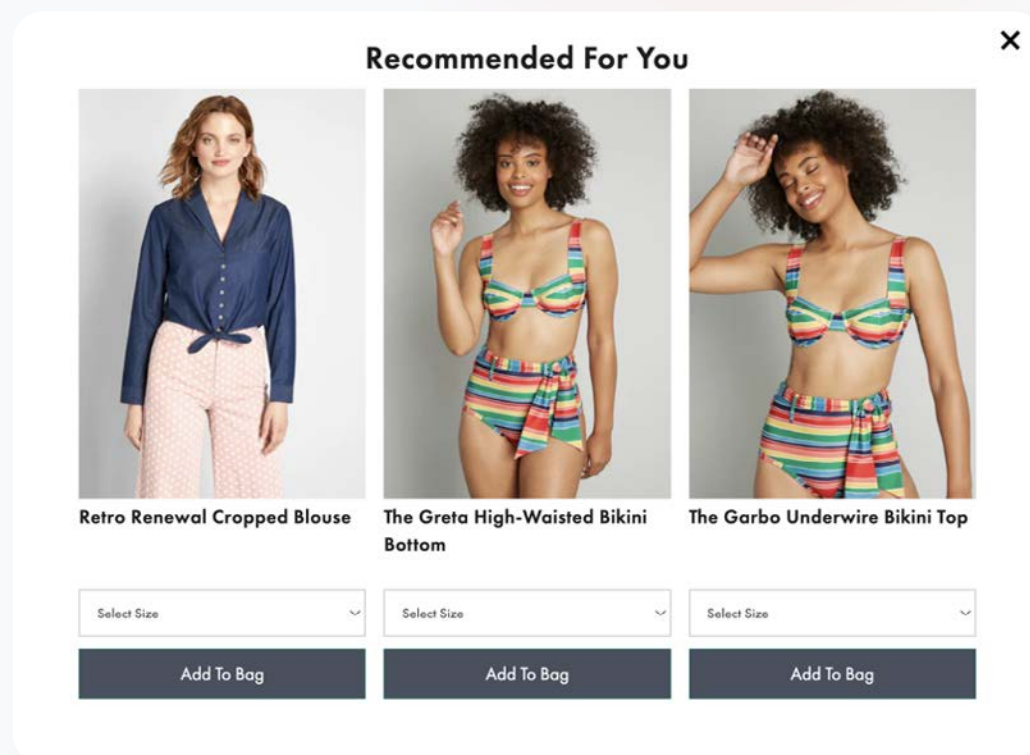 Recommended For You
Retro Renewal Cropped Blouse
The Greta High-Waisted Bikini
Bottom
The Garbo Underwire Bikini Top
Select Size
Select Size
Select Size
Add To Bag
Add To Bag
Add To Bag